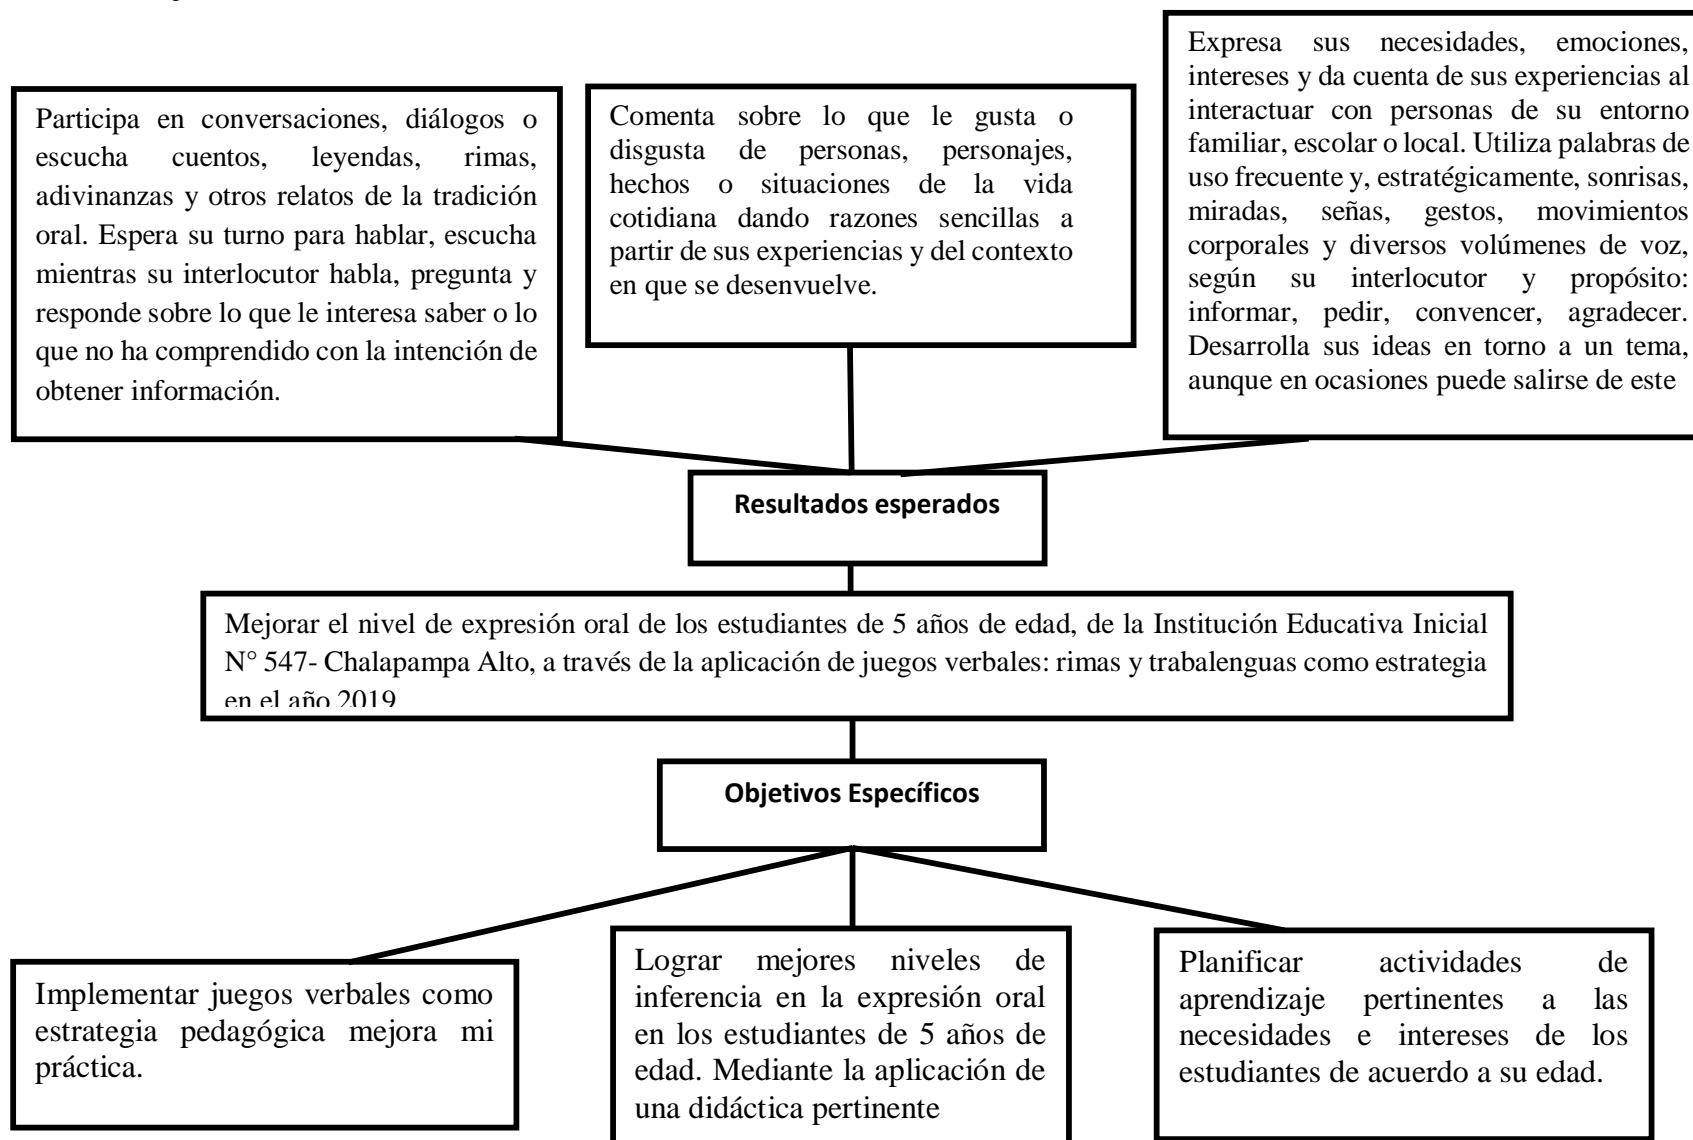 Participa en conversaciones, diálogos o
escucha cuentos, leyendas, rimas,
adivinanzas y otros relatos de la tradición
oral. Espera su turno para hablar, escucha
mientras su interlocutor habla, pregunta y
responde sobre lo que le interesa saber o lo
que no ha comprendido con la intención de
obtener información.
Comenta sobre lo que le gusta o
disgusta de personas, personajes,
hechos o situaciones de la vida
cotidiana dando razones sencillas a
partir de sus experiencias y del contexto
en que se desenvuelve.
Expresa sus necesidades, emociones,
intereses y da cuenta de sus experiencias al
interactuar con personas de su entorno
familiar, escolar o local. Utiliza palabras de
uso frecuente y, estratégicamente, sonrisas,
miradas, señas, gestos, movimientos
corporales y diversos volúmenes de voz,
según su interlocutor y propósito:
informar, pedir, convencer, agradecer.
Desarrolla sus ideas en torno a un tema,
aunque en ocasiones puede salirse de este
Resultados esperados
Mejorar el nivel de expresión oral de los estudiantes de 5 años de edad, de la Institución Educativa Inicial
N° 547- Chalapampa Alto, a través de la aplicación de juegos verbales: rimas y trabalenguas como estrategia
en el año 2019
Objetivos Específicos
Implementar juegos verbales como
estrategia pedagógica mejora mi
práctica.
Lograr mejores niveles de
inferencia en la expresión oral
en los estudiantes de 5 años de
edad. Mediante la aplicación de
una didáctica pertinente
Planificar actividades de
aprendizaje pertinentes a las
necesidades e intereses de los
estudiantes de acuerdo a su edad.